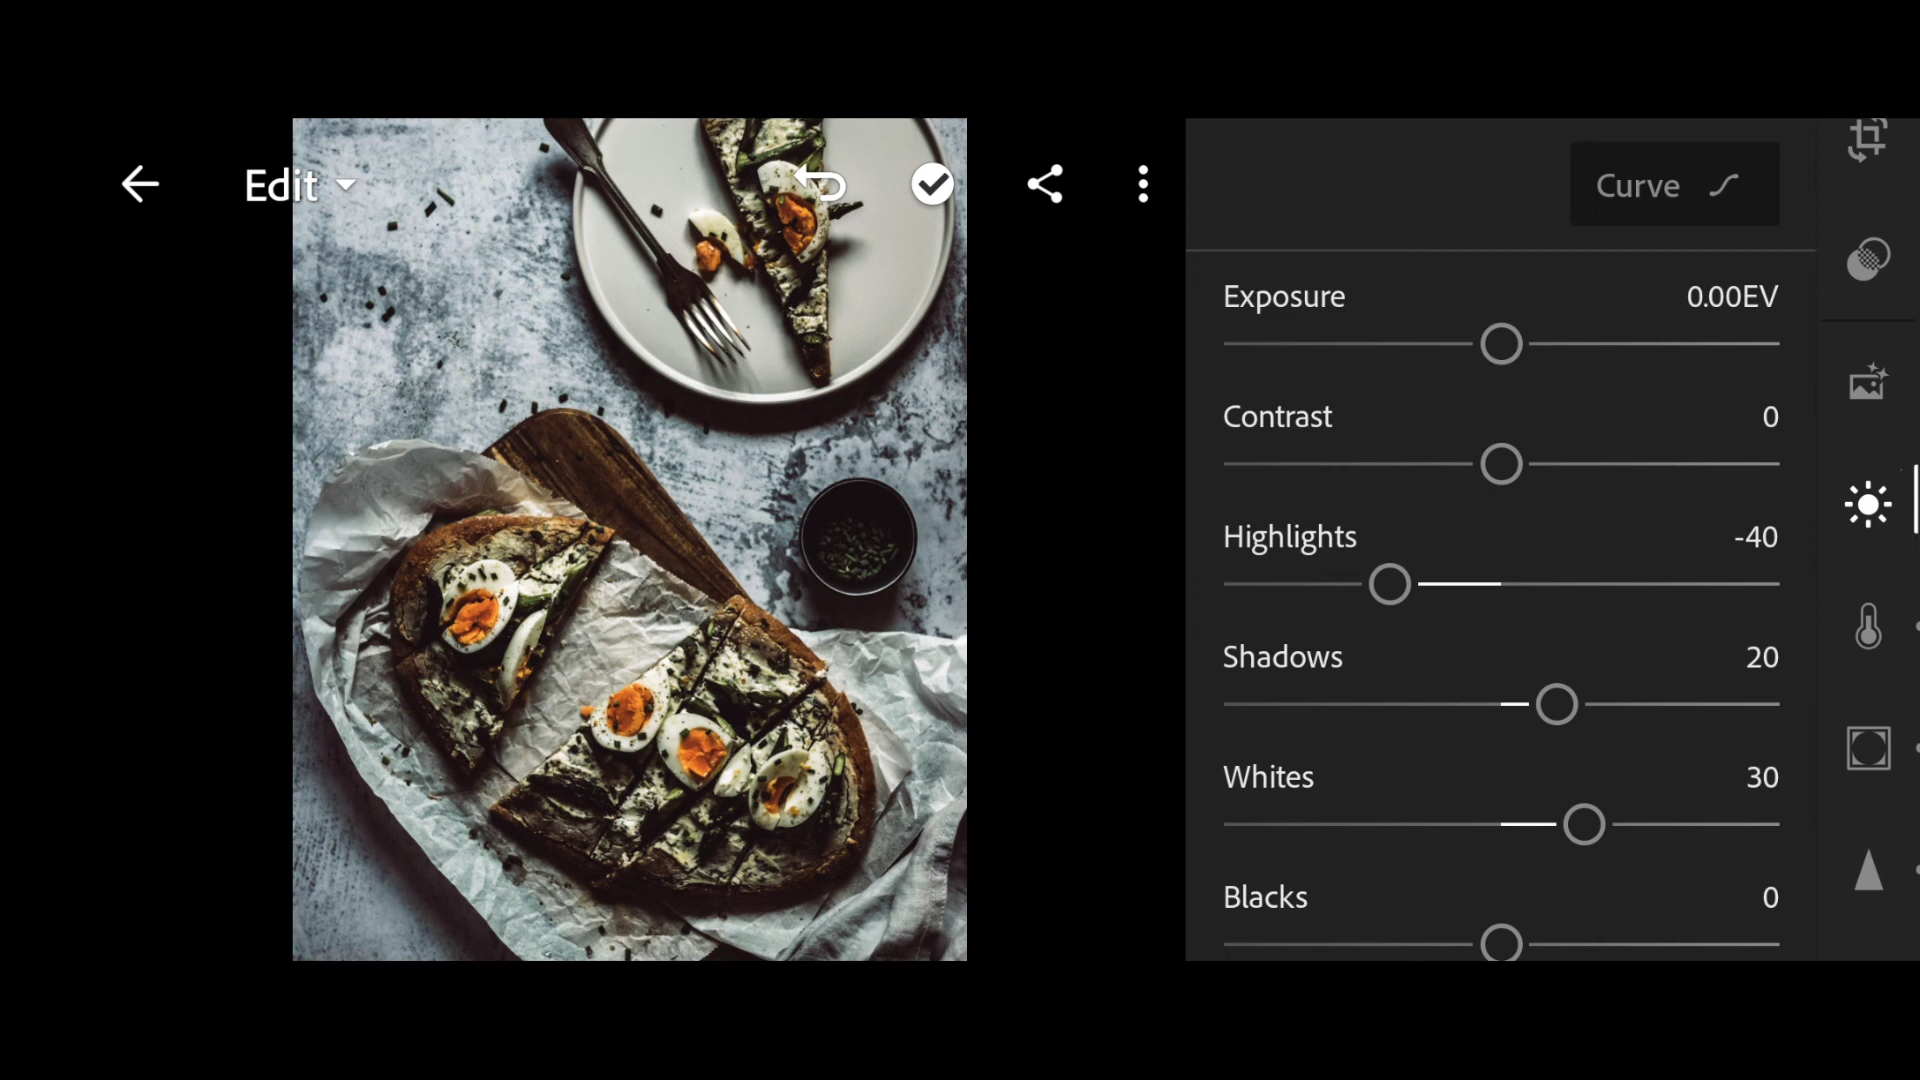 Edit
Curve
Exposure 0.00EV
Contrast 0
Highlights -40
Shadows 20
Whites 30
Blacks 0